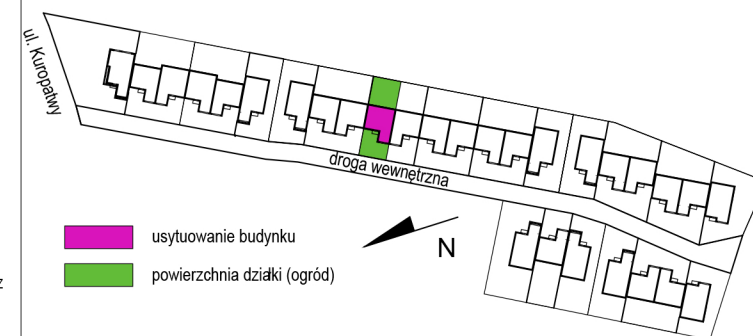 ul. Kuropatwy
droga wewnętrzna
usytuowanie budynku
N
powierzchnia działki (ogród)
z